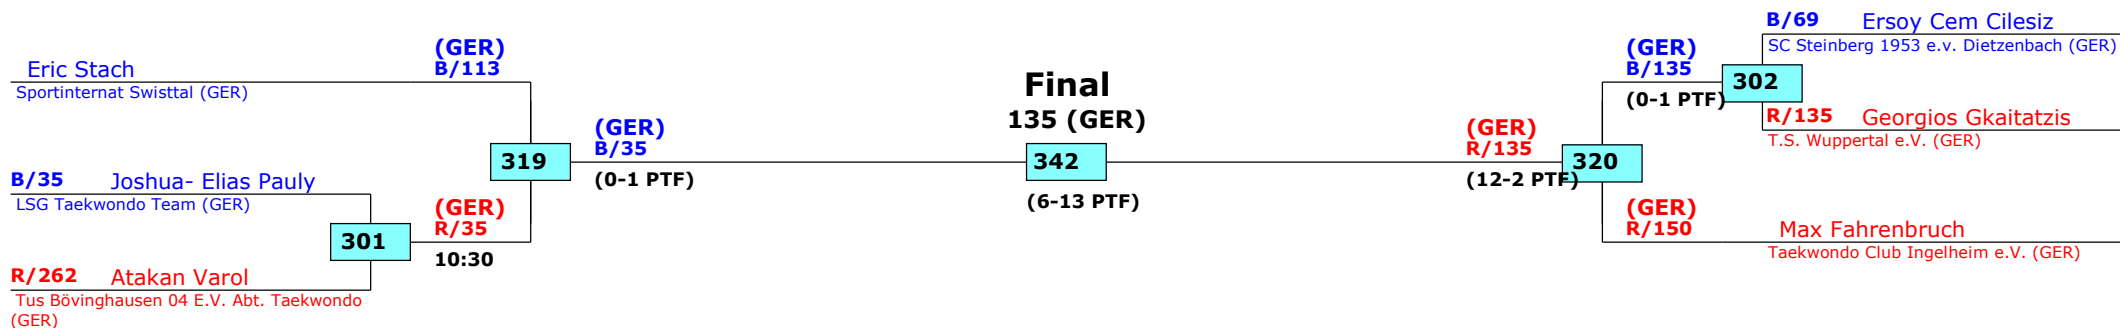 Eric Stach
Sportinternat Swisttal (GER)
(GER)
B/113
B/35 Joshua- Elias Pauly
LSG Taekwondo Team (GER)
R/262 Atakan Varol
Tus Bövinghausen 04 E.V. Abt. Taekwondo
(GER)
301
(GER)
R/35
10:30
319
(GER)
B/35
(0-1 PTF)
Final
135 (GER)
342
(6-13 PTF)
(GER)
R/135
(12-2 PTF)
320
(GER)
B/135
(0-1 PTF)
302
B/69 Ersoy Cem Cilesiz
SC Steinberg 1953 e.v. Dietzenbach (GER)
R/135 Georgios Gkaitatzis
T.S. Wuppertal e.V. (GER)
(GER)
R/150
Max Fahrenbruch
Taekwondo Club Ingelheim e.V. (GER)